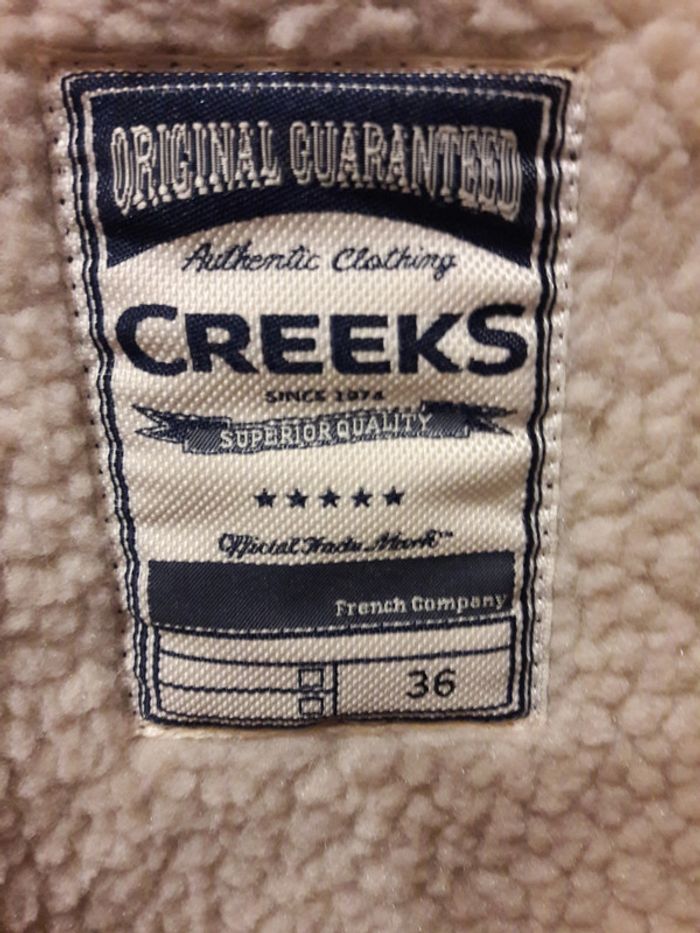 ORIGINAL GUARANTEED
Authentic Clothing
CREEKS
SINCE 1974
SUPERIOR QUALITY
Official Trade Mark™
French Company
36